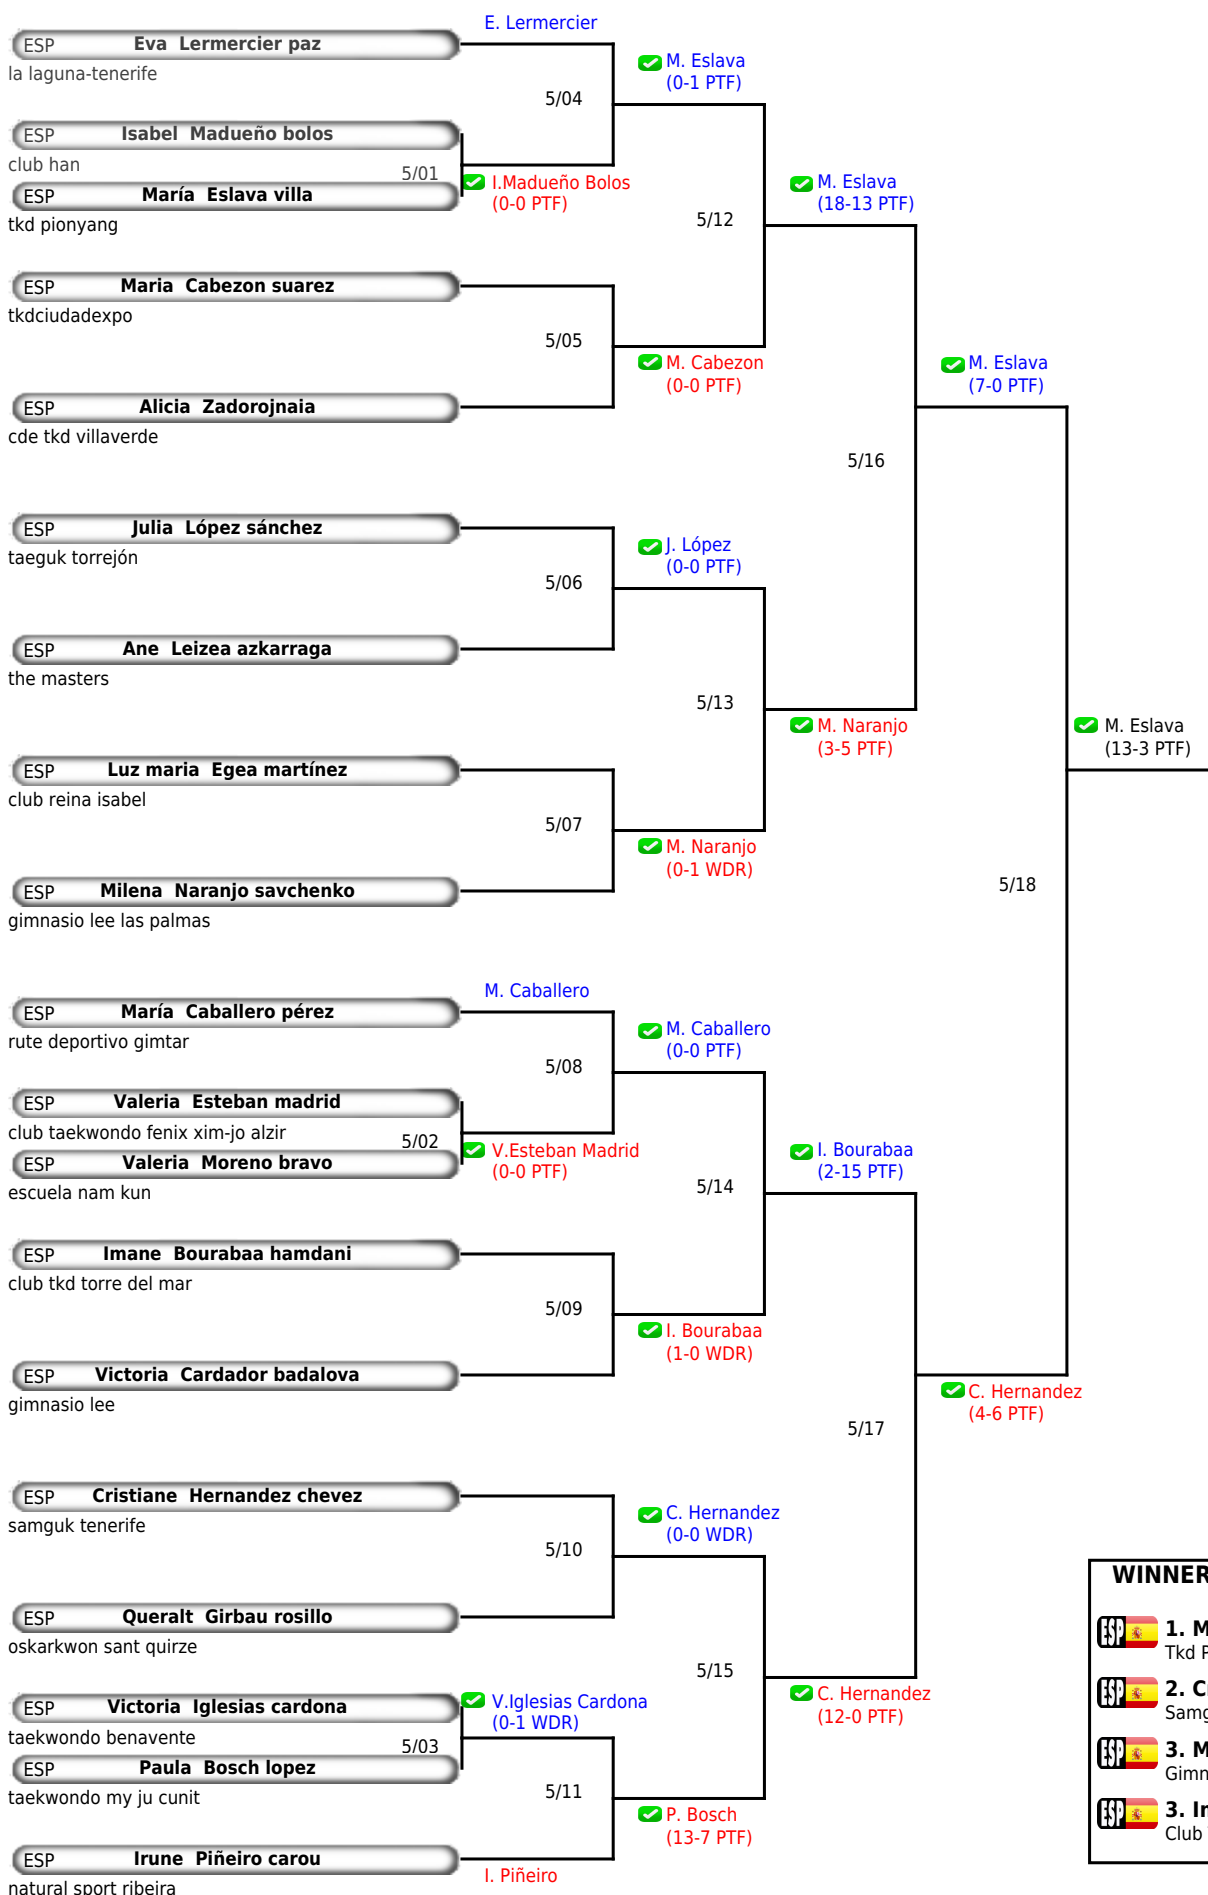 E. Lermercier
ESP Eva Lermercier paz
la laguna-tenerife
M. Eslava
(0-1 PTF)
5/04
ESP Isabel Madueño bolos
club han
5/01
I.Madueño Bolos
(0-0 PTF)
ESP María Eslava villa
tkd pionyang
M. Eslava
(18-13 PTF)
5/12
ESP Maria Cabezon suarez
tkdciudadexpo
5/05
M. Cabezon
(0-0 PTF)
M. Eslava
(7-0 PTF)
ESP Alicia Zadorojnaia
cde tkd villaverde
5/16
ESP Julia López sánchez
taeguk torrejón
J. López
(0-0 PTF)
5/06
ESP Ane Leizea azkarraga
the masters
5/13
M. Naranjo
(3-5 PTF)
M. Eslava
(13-3 PTF)
ESP Luz maria Egea martínez
club reina isabel
5/07
M. Naranjo
(0-1 WDR)
ESP Milena Naranjo savchenko
gimnasio lee las palmas
5/18
M. Caballero
ESP María Caballero pérez
rute deportivo gimtar
M. Caballero
(0-0 PTF)
5/08
ESP Valeria Esteban madrid
club taekwondo fenix xim-jo alzir
5/02
V.Esteban Madrid
(0-0 PTF)
ESP Valeria Moreno bravo
escuela nam kun
I. Bourabaa
(2-15 PTF)
5/14
ESP Imane Bourabaa hamdani
club tkd torre del mar
5/09
I. Bourabaa
(1-0 WDR)
ESP Victoria Cardador badalova
gimnasio lee
C. Hernandez
(4-6 PTF)
5/17
ESP Cristiane Hernandez chevez
samguk tenerife
C. Hernandez
(0-0 WDR)
5/10
ESP Queralt Girbau rosillo
oskarkwon sant quirze
5/15
C. Hernandez
(12-0 PTF)
ESP Victoria Iglesias cardona
taekwondo benavente
V.Iglesias Cardona
(0-1 WDR)
5/03
ESP Paula Bosch lopez
taekwondo my ju cunit
5/11
P. Bosch
(13-7 PTF)
ESP Irune Piñeiro carou
natural sport ribeira
I. Piñeiro
WINNER
ESP 1. M
Tkd P
ESP 2. C
Samg
ESP 3. M
Gimn
ESP 3. I
Club